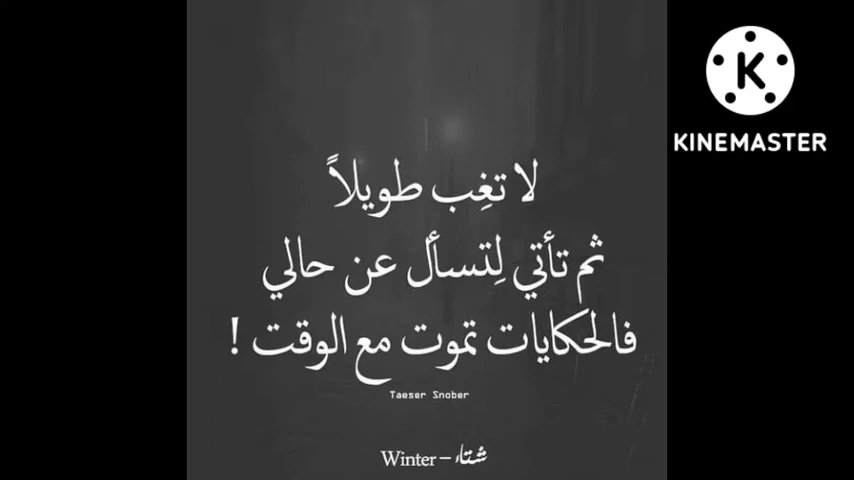 لا تغِب طويلاً
ثم تأتي لِتسأل عن حالي
فالحكايات تموت مع الوقت !
Taeser Snober
Winter – شتاء
K
KINEMASTER